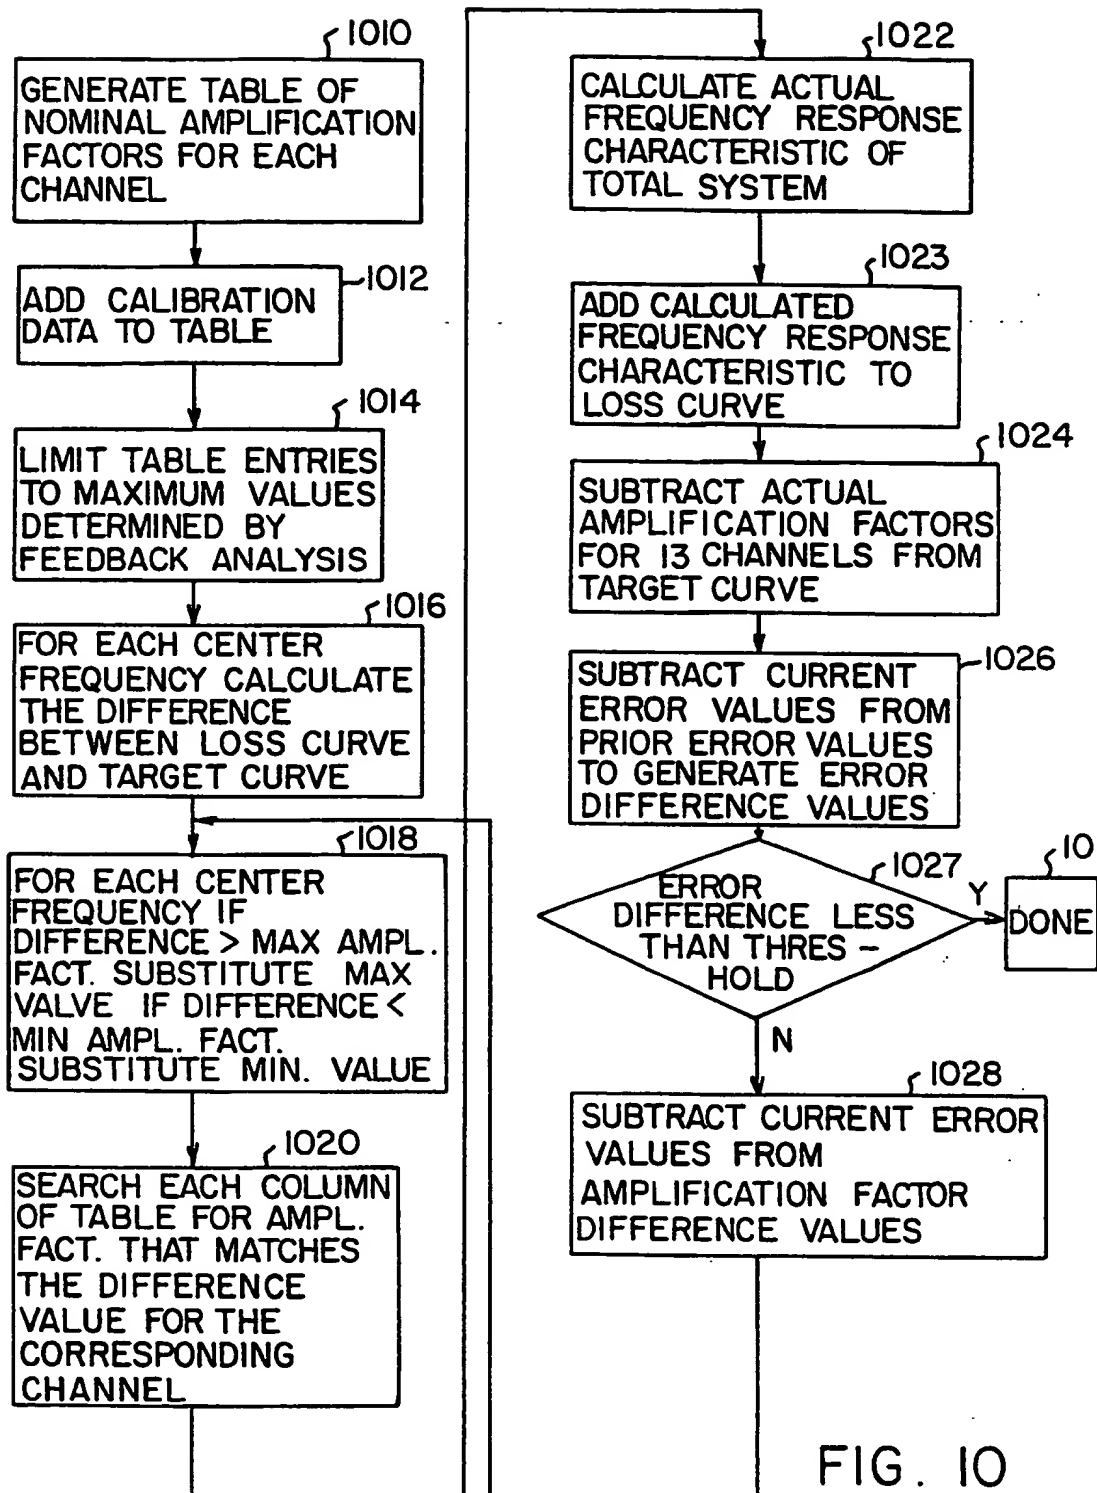 1010
GENERATE TABLE OF
NOMINAL AMPLIFICATION
FACTORS FOR EACH
CHANNEL
1012
ADD CALIBRATION
DATA TO TABLE
1014
LIMIT TABLE ENTRIES
TO MAXIMUM VALUES
DETERMINED BY
FEEDBACK ANALYSIS
1016
FOR EACH CENTER
FREQUENCY CALCULATE
THE DIFFERENCE
BETWEEN LOSS CURVE
AND TARGET CURVE
1018
FOR EACH CENTER
FREQUENCY IF
DIFFERENCE > MAX AMPL.
FACT. SUBSTITUTE MAX
VALVE IF DIFFERENCE <
MIN AMPL. FACT.
SUBSTITUTE MIN. VALUE
1020
SEARCH EACH COLUMN
OF TABLE FOR AMPL.
FACT. THAT MATCHES
THE DIFFERENCE
VALUE FOR THE
CORRESPONDING
CHANNEL
1022
CALCULATE ACTUAL
FREQUENCY RESPONSE
CHARACTERISTIC OF
TOTAL SYSTEM
1023
ADD CALCULATED
FREQUENCY RESPONSE
CHARACTERISTIC TO
LOSS CURVE
1024
SUBTRACT ACTUAL
AMPLIFICATION FACTORS
FOR 13 CHANNELS FROM
TARGET CURVE
1026
SUBTRACT CURRENT
ERROR VALUES FROM
PRIOR ERROR VALUES
TO GENERATE ERROR
DIFFERENCE VALUES
1027
ERROR
DIFFERENCE LESS
THAN THRES-
HOLD
Y
10
DONE
N
1028
SUBTRACT CURRENT ERROR
VALUES FROM
AMPLIFICATION FACTOR
DIFFERENCE VALUES
FIG. 10